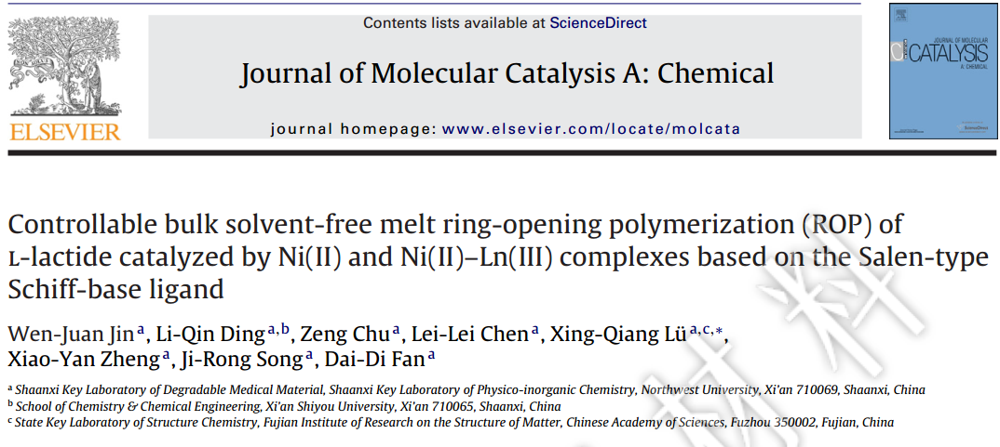 Contents lists available at ScienceDirect
Journal of Molecular Catalysis A: Chemical
journal homepage: www.elsevier.com/locate/molcata
ELSEVIER
JOURNAL OF MOLECULAR
CATALYSIS
A: CHEMICAL
Controllable bulk solvent-free melt ring-opening polymerization (ROP) of
L-lactide catalyzed by Ni(II) and Ni(II)–Ln(III) complexes based on the Salen-type
Schiff-base ligand
Wen-Juan Jin a, Li-Qin Ding a,b, Zeng Chu a, Lei-Lei Chen a, Xing-Qiang Lü a,c,∗,
Xiao-Yan Zheng a, Ji-Rong Song a, Dai-Di Fan a
a Shaanxi Key Laboratory of Degradable Medical Material, Shaanxi Key Laboratory of Physico-inorganic Chemistry, Northwest University, Xi'an 710069, Shaanxi, China
b School of Chemistry & Chemical Engineering, Xi'an Shiyou University, Xi'an 710065, Shaanxi, China
c State Key Laboratory of Structure Chemistry, Fujian Institute of Research on the Structure of Matter, Chinese Academy of Sciences, Fuzhou 350002, Fujian, China
材料